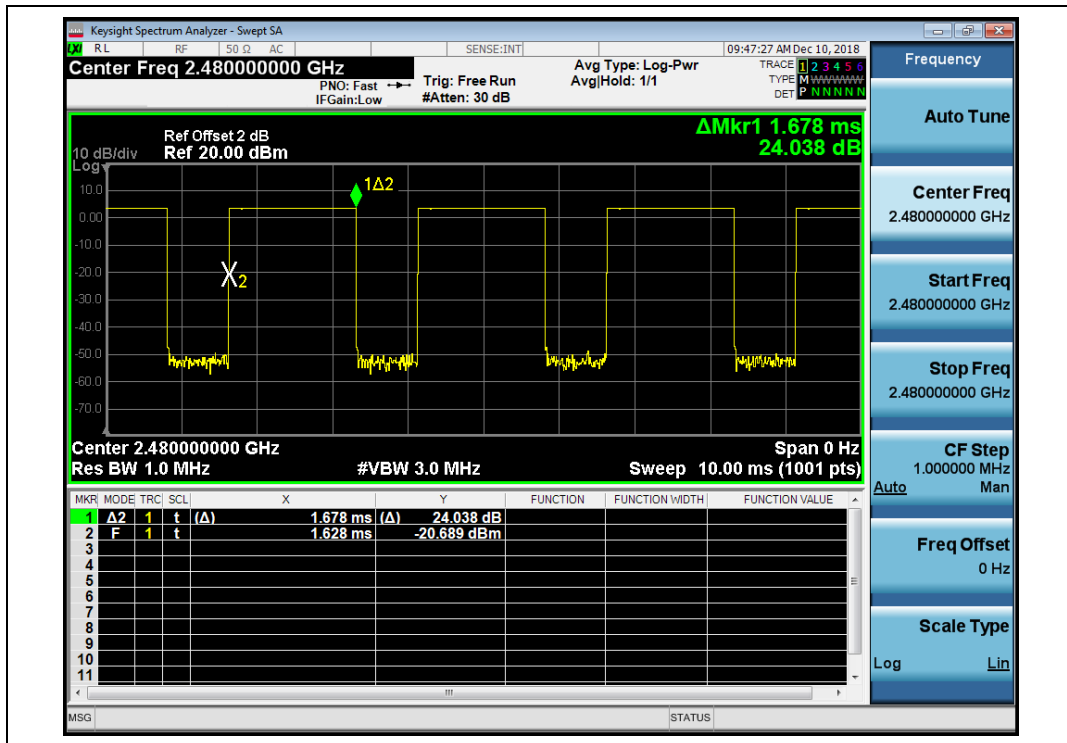 Keysight Spectrum Analyzer - Swept SA
LXI RL RF 50 Ω AC SENSE:INT 09:47:27 AM Dec 10, 2018
Center Freq 2.480000000 GHz
PNO: Fast
IFGain:Low
Trig: Free Run
#Atten: 30 dB
Avg Type: Log-Pwr
Avg|Hold: 1/1
TRACE 1 2 3 4 5 6
TYPE M WWWWW
DET P N N N N N
ΔMkr1 1.678 ms
24.038 dB
Ref Offset 2 dB
10 dB/div Ref 20.00 dBm
Log
10.0
0.00
-10.0
-20.0
-30.0
-40.0
-50.0
-60.0
-70.0
1Δ2
X2
Center 2.480000000 GHz Span 0 Hz
Res BW 1.0 MHz #VBW 3.0 MHz Sweep 10.00 ms (1001 pts)
MKR MODE TRC SCL X Y FUNCTION FUNCTION WIDTH FUNCTION VALUE
1 Δ2 1 t (Δ) 1.678 ms (Δ) 24.038 dB
2 F 1 t 1.628 ms -20.689 dBm
3
4
5
6
7
8
9
10
11
MSG STATUS
Frequency
Auto Tune
Center Freq
2.480000000 GHz
Start Freq
2.480000000 GHz
Stop Freq
2.480000000 GHz
CF Step
1.000000 MHz
Auto Man
Freq Offset
0 Hz
Scale Type
Log Lin